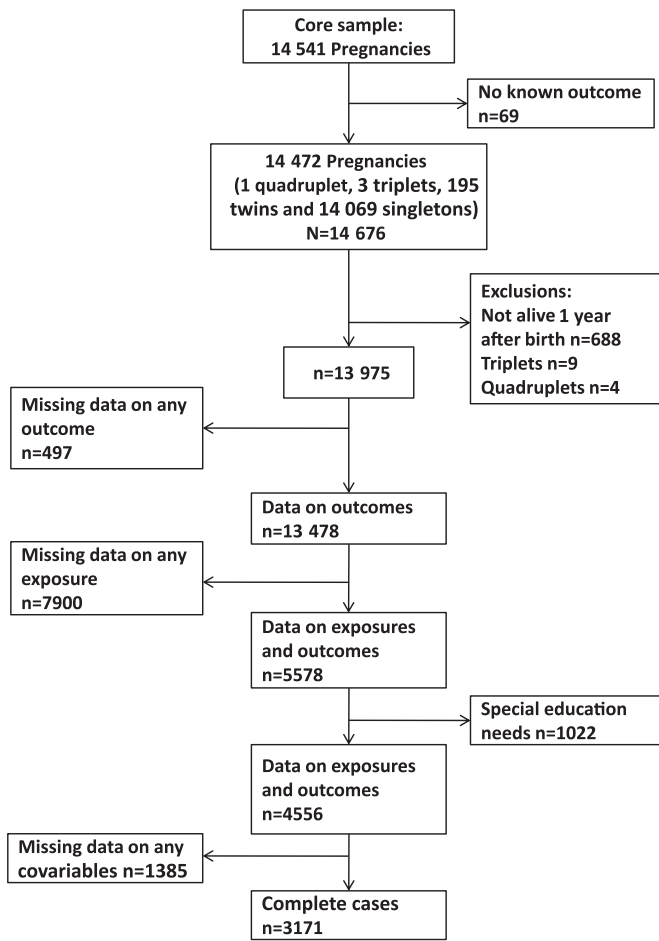 Core sample:
14 541 Pregnancies
No known outcome
n=69
14 472 Pregnancies
(1 quadruplet, 3 triplets, 195
twins and 14 069 singletons)
N=14 676
Exclusions:
Not alive 1 year
after birth n=688
Triplets n=9
Quadruplets n=4
n=13 975
Missing data on any
outcome
n=497
Data on outcomes
n=13 478
Missing data on any
exposure
n=7900
Data on exposures
and outcomes
n=5578
Special education
needs n=1022
Data on exposures
and outcomes
n=4556
Missing data on any
covariables n=1385
Complete cases
n=3171